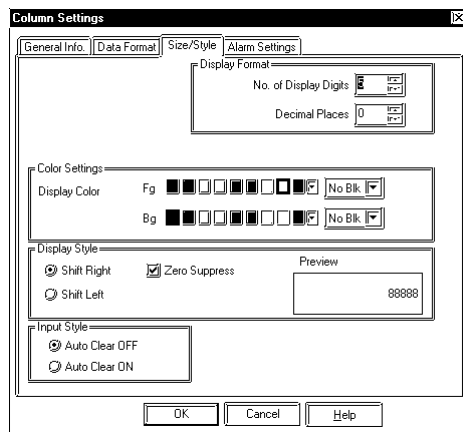 Column Settings
General Info. Data Format Size/Style Alarm Settings
Display Format
No. of Display Digits
Decimal Places 0
Color Settings
Display Color Fg No Blk
Bg No Blk
Display Style
Shift Right Zero Suppress Preview
Shift Left 88888
Input Style
Auto Clear OFF
Auto Clear ON
OK Cancel Help